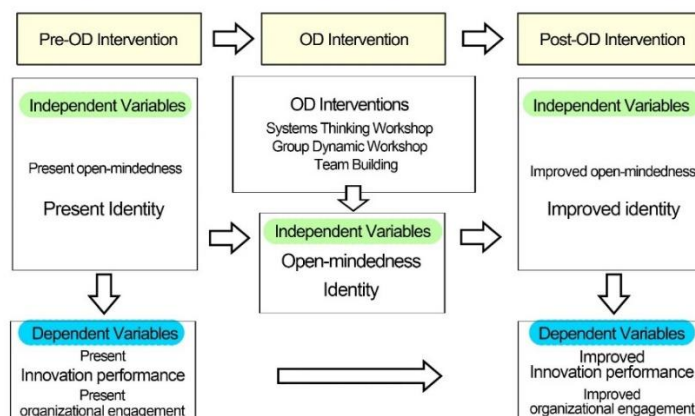 Pre-OD Intervention
OD Intervention
Post-OD Intervention
Independent Variables
Present open-mindedness
Present Identity
OD Interventions
Systems Thinking Workshop
Group Dynamic Workshop
Team Building
Independent Variables
Open-mindedness
Identity
Independent Variables
Improved open-mindedness
Improved identity
Dependent Variables
Present
Innovation performance
Present
organizational engagement
Dependent Variables
Improved
Innovation performance
Improved
organizational engagement